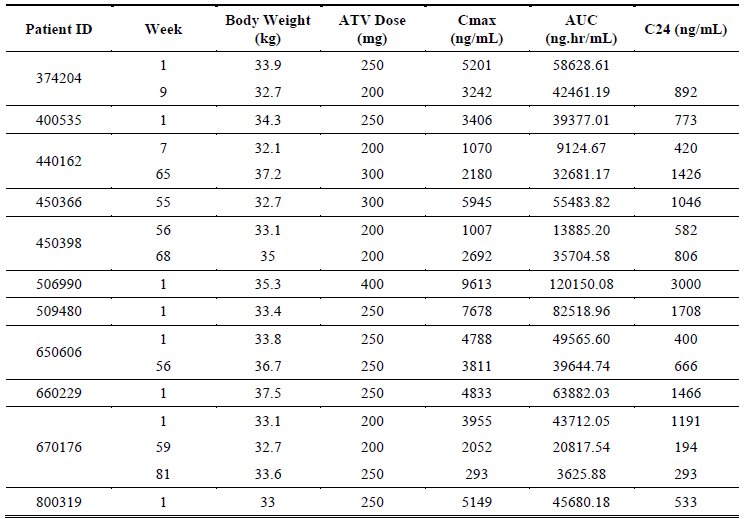 Patient ID Week Body Weight (kg) ATV Dose (mg) Cmax (ng/mL) AUC (ng.hr/mL) C24 (ng/mL)
374204 1 33.9 250 5201 58628.61
9 32.7 200 3242 42461.19 892
400535 1 34.3 250 3406 39377.01 773
440162 7 32.1 200 1070 9124.67 420
65 37.2 300 2180 32681.17 1426
450366 55 32.7 300 5945 55483.82 1046
450398 56 33.1 200 1007 13885.20 582
68 35 200 2692 35704.58 806
506990 1 35.3 400 9613 120150.08 3000
509480 1 33.4 250 7678 82518.96 1708
650606 1 33.8 250 4788 49565.60 400
56 36.7 250 3811 39644.74 666
660229 1 37.5 250 4833 63882.03 1466
670176 1 33.1 200 3955 43712.05 1191
59 32.7 200 2052 20817.54 194
81 33.6 250 293 3625.88 293
800319 1 33 250 5149 45680.18 533